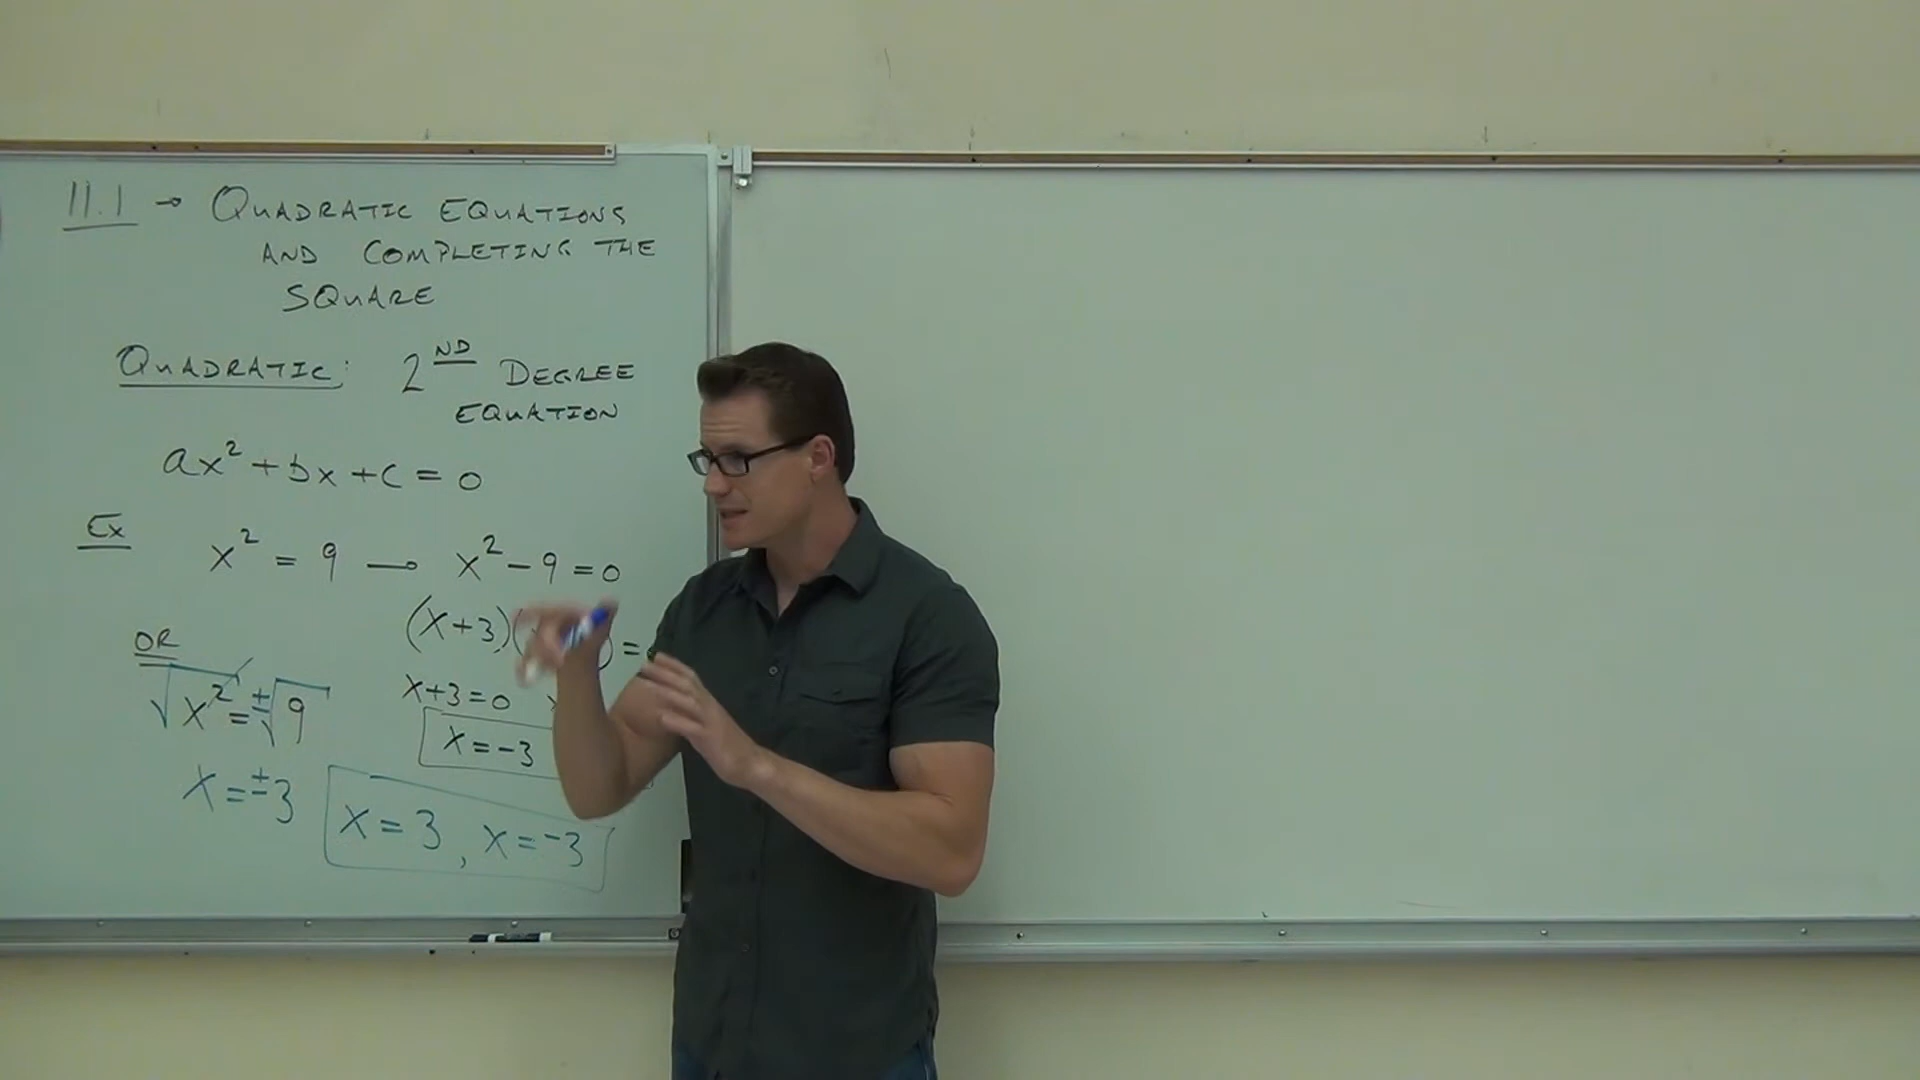 11.1 → QUADRATIC EQUATIONS
AND COMPLETING THE
SQUARE
QUADRATIC: 2ND DEGREE
EQUATION
ax² + bx + c = 0
Ex
x² = 9 → x² - 9 = 0
(x+3)( ) =
x+3=0
x = -3
OR
√x² = ±√9
x = ±3
x = 3, x = -3